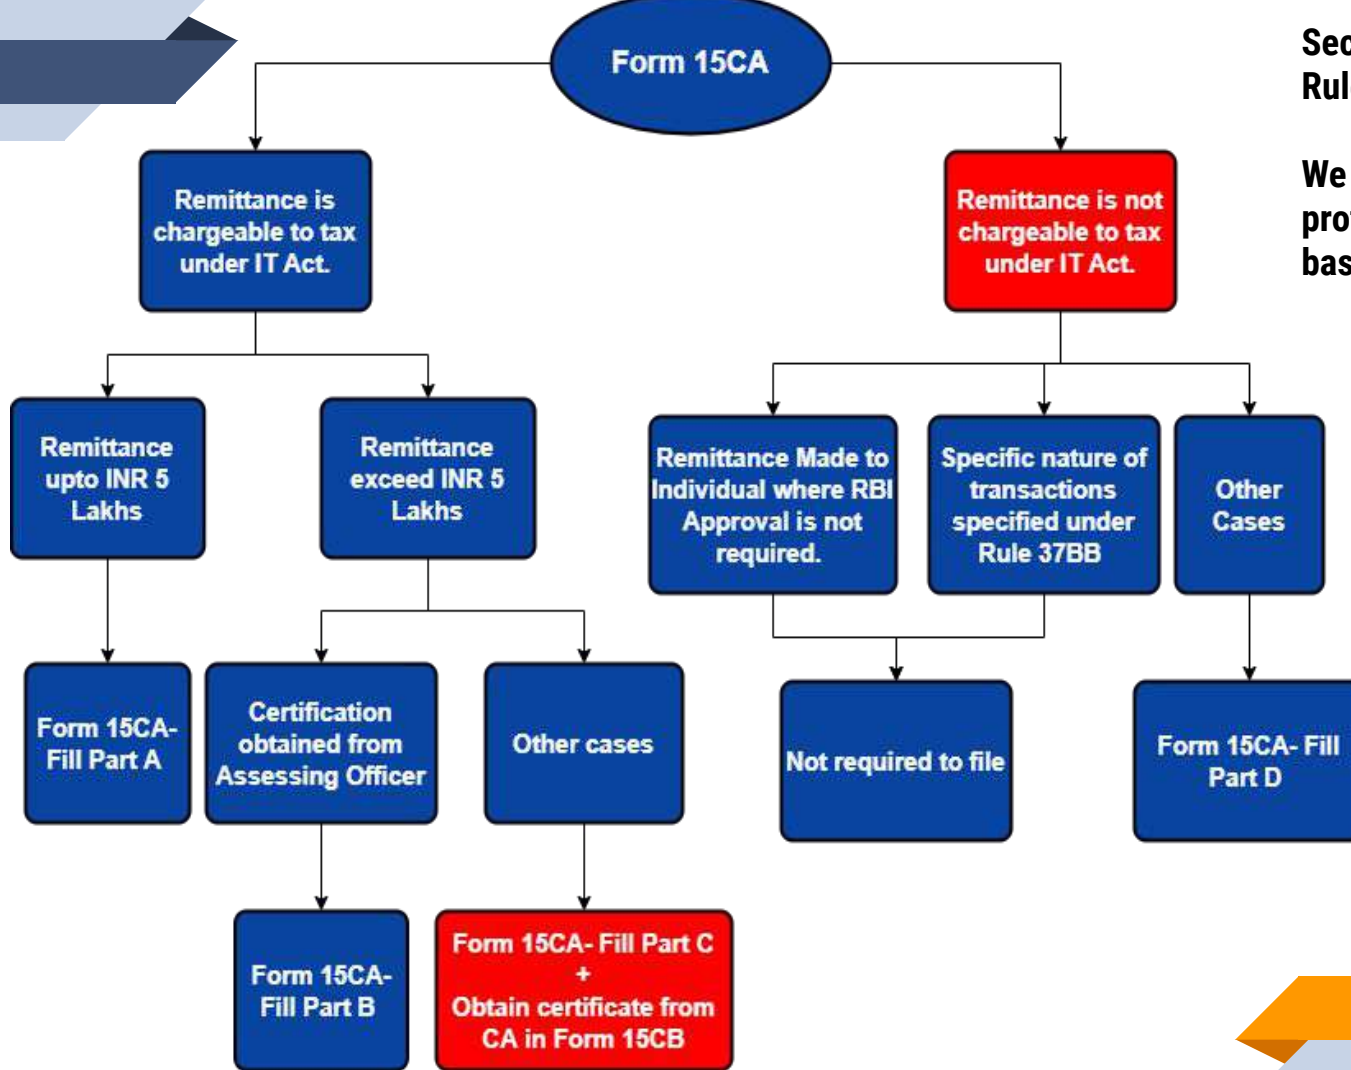 Form 15CA
Remittance is
chargeable to tax
under IT Act.
Remittance is not
chargeable to tax
under IT Act.
Remittance
upto INR 5
Lakhs
Remittance
exceed INR 5
Lakhs
Remittance Made to
Individual where RBI
Approval is not
required.
Specific nature of
transactions
specified under
Rule 37BB
Other
Cases
Form 15CA-
Fill Part A
Certification
obtained from
Assessing Officer
Other cases
Not required to file
Form 15CA- Fill
Part D
Form 15CA-
Fill Part B
Form 15CA- Fill Part C
+
Obtain certificate from
CA in Form 15CB
We